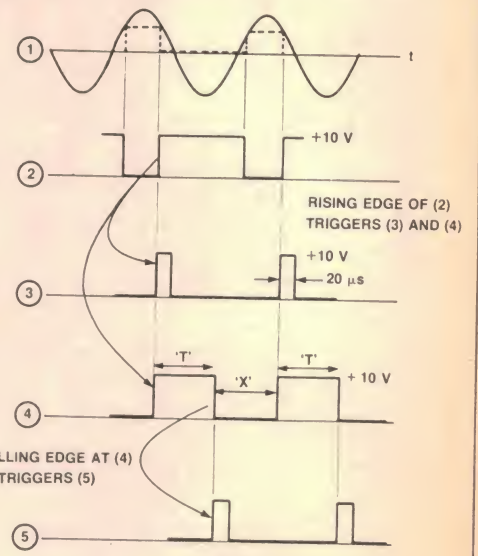 1
t
+10 V
2
RISING EDGE OF (2)
TRIGGERS (3) AND (4)
+10 V
20 µs
3
'T'
'X'
'T'
+ 10 V
4
LLING EDGE AT (4)
TRIGGERS (5)
5